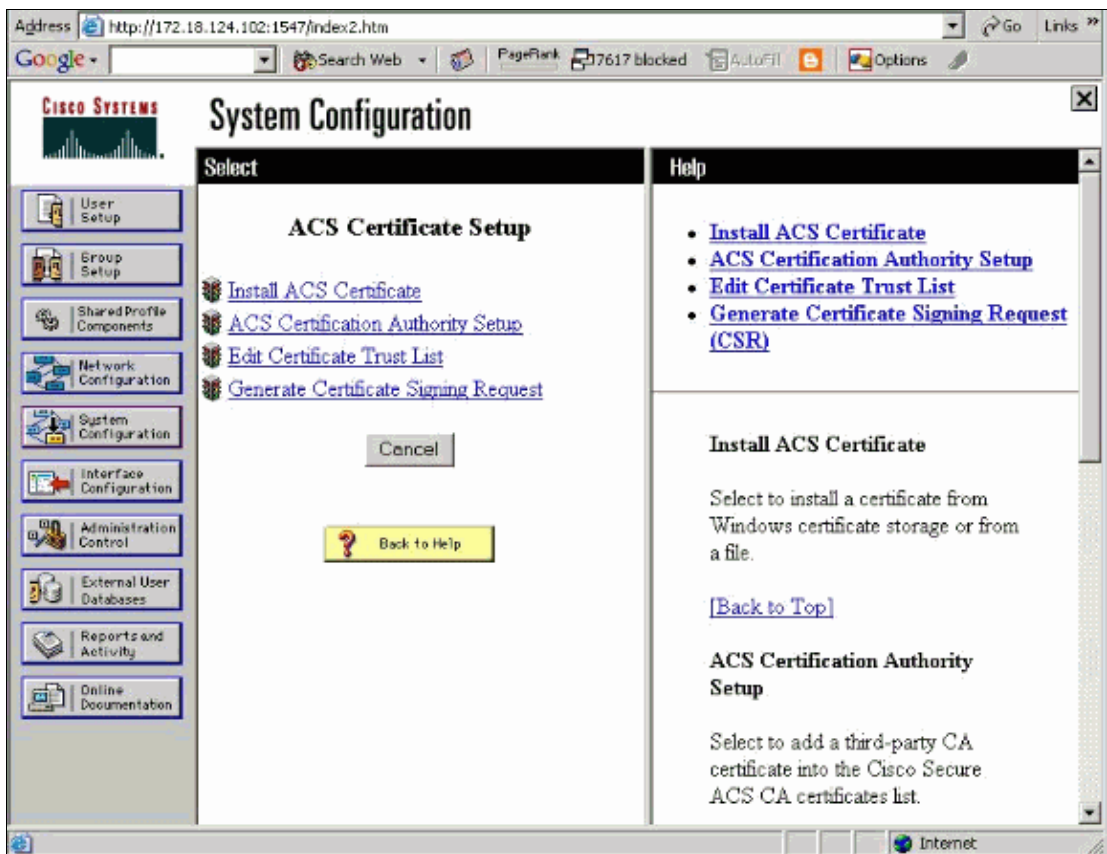 Address http://172.18.124.102:1547/index2.htm Go Links »
Google Search Web PageRank 7617 blocked AutoFill Options
CISCO SYSTEMS
System Configuration
Select
Help
User
Setup
Group
Setup
Shared Profile
Components
Network
Configuration
System
Configuration
Interface
Configuration
Administration
Control
External User
Databases
Reports and
Activity
Online
Documentation
ACS Certificate Setup
Install ACS Certificate
ACS Certification Authority Setup
Edit Certificate Trust List
Generate Certificate Signing Request
Cancel
? Back to Help
Install ACS Certificate
ACS Certification Authority Setup
Edit Certificate Trust List
Generate Certificate Signing Request
(CSR)
Install ACS Certificate
Select to install a certificate from
Windows certificate storage or from
a file.
[Back to Top]
ACS Certification Authority
Setup
Select to add a third-party CA
certificate into the Cisco Secure
ACS CA certificates list.
Internet